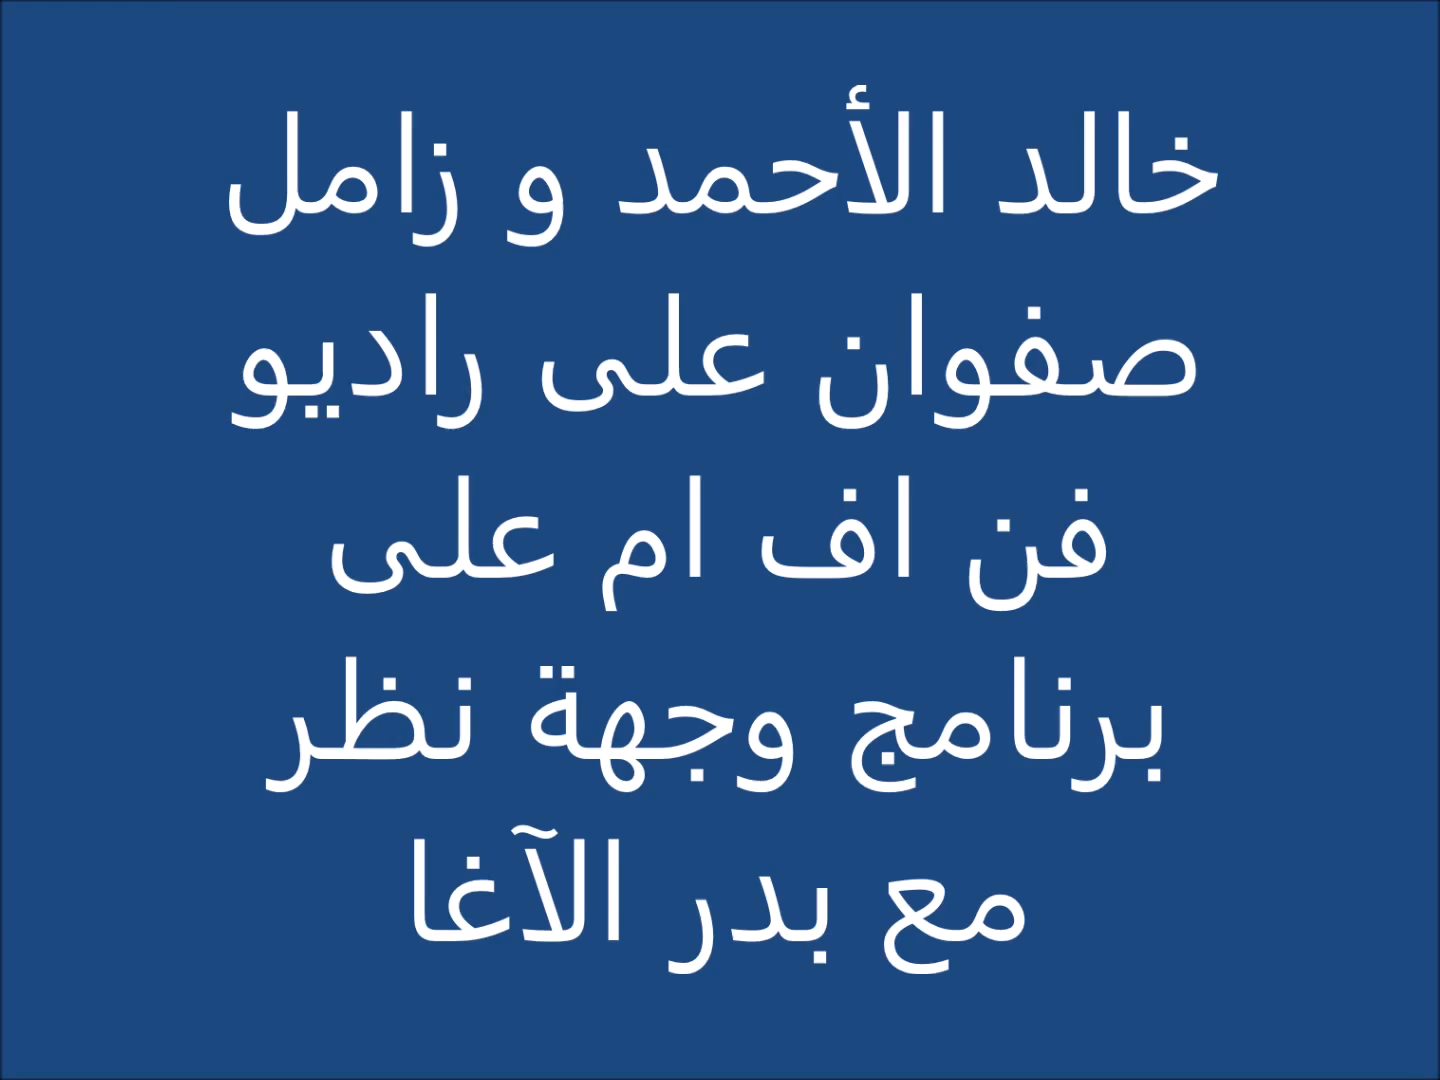 خالد الأحمد و زامل
صفوان على راديو
فن اف ام على
برنامج وجهة نظر
مع بدر الآغا